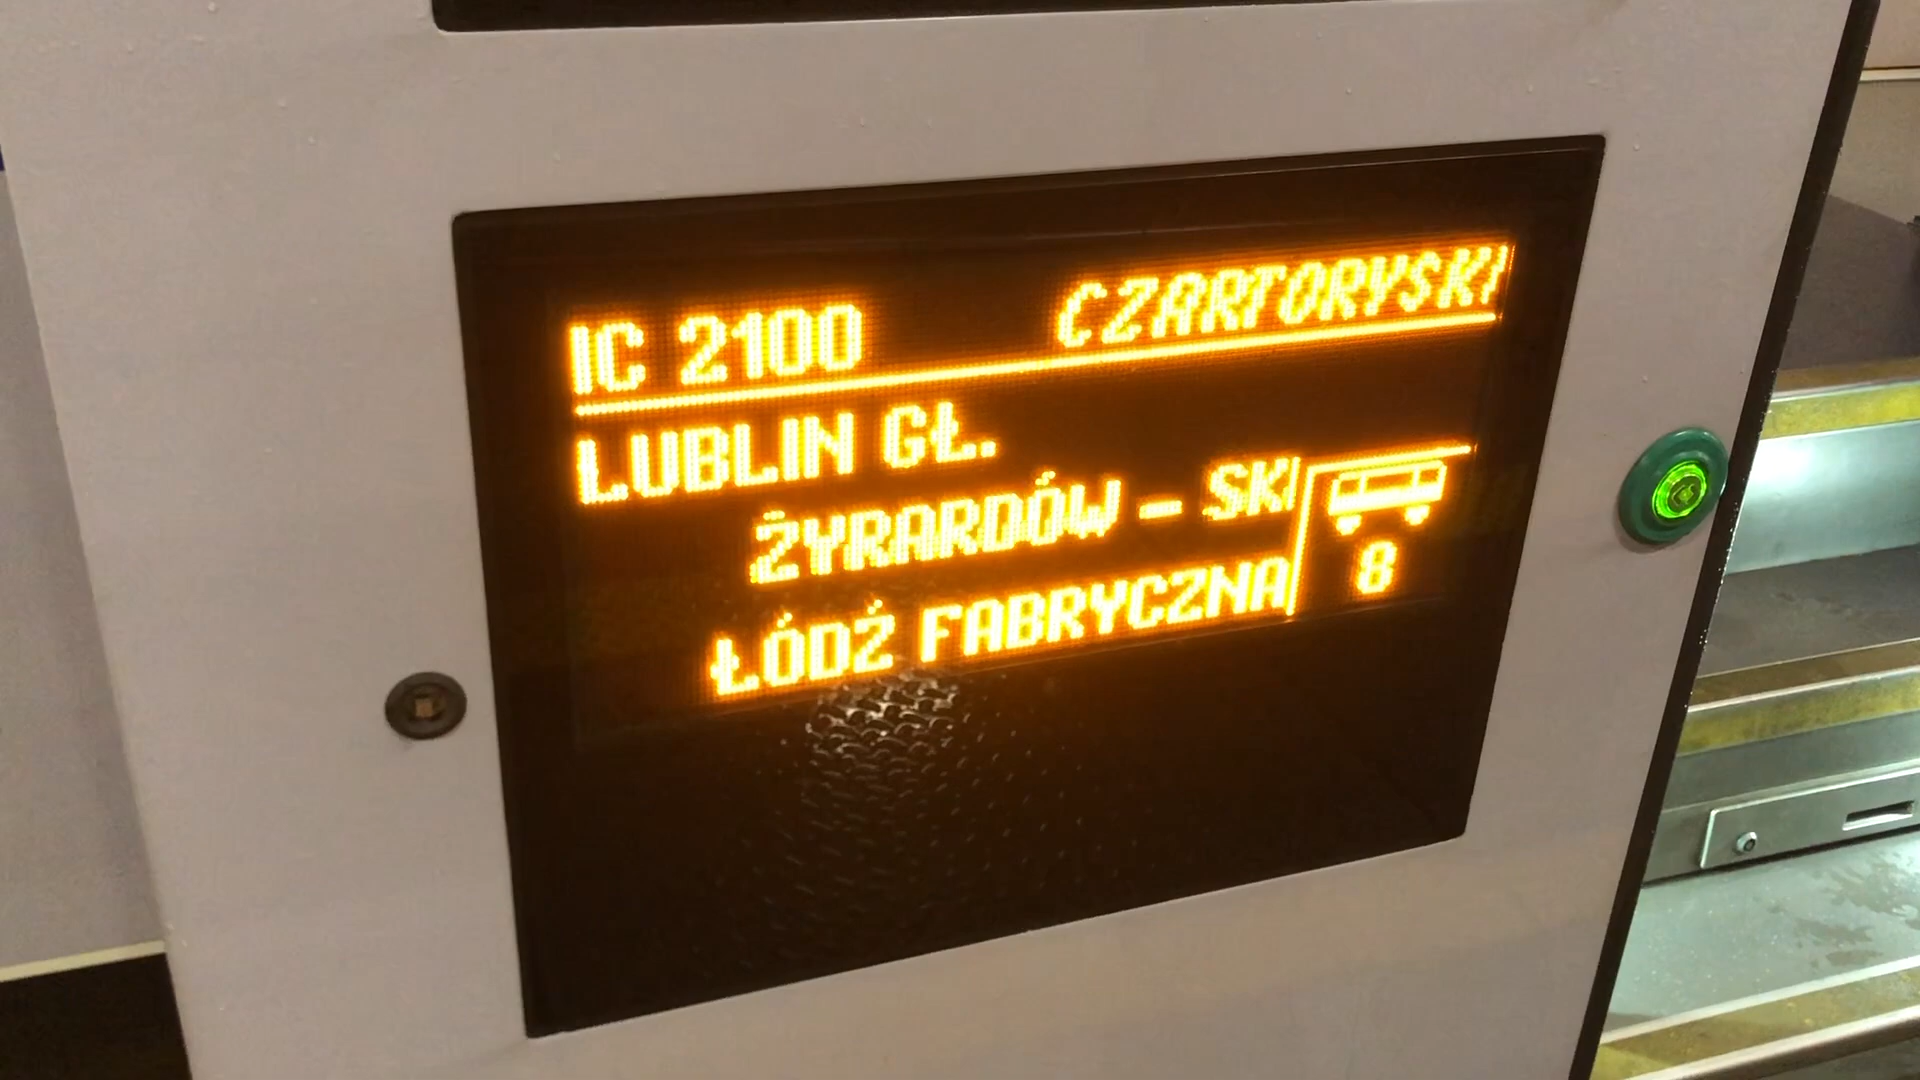 IC 2100 CZARTORYSKI
LUBLIN GŁ.
ŻYRARDÓW - SKI
8
ŁÓDŹ FABRYCZNA